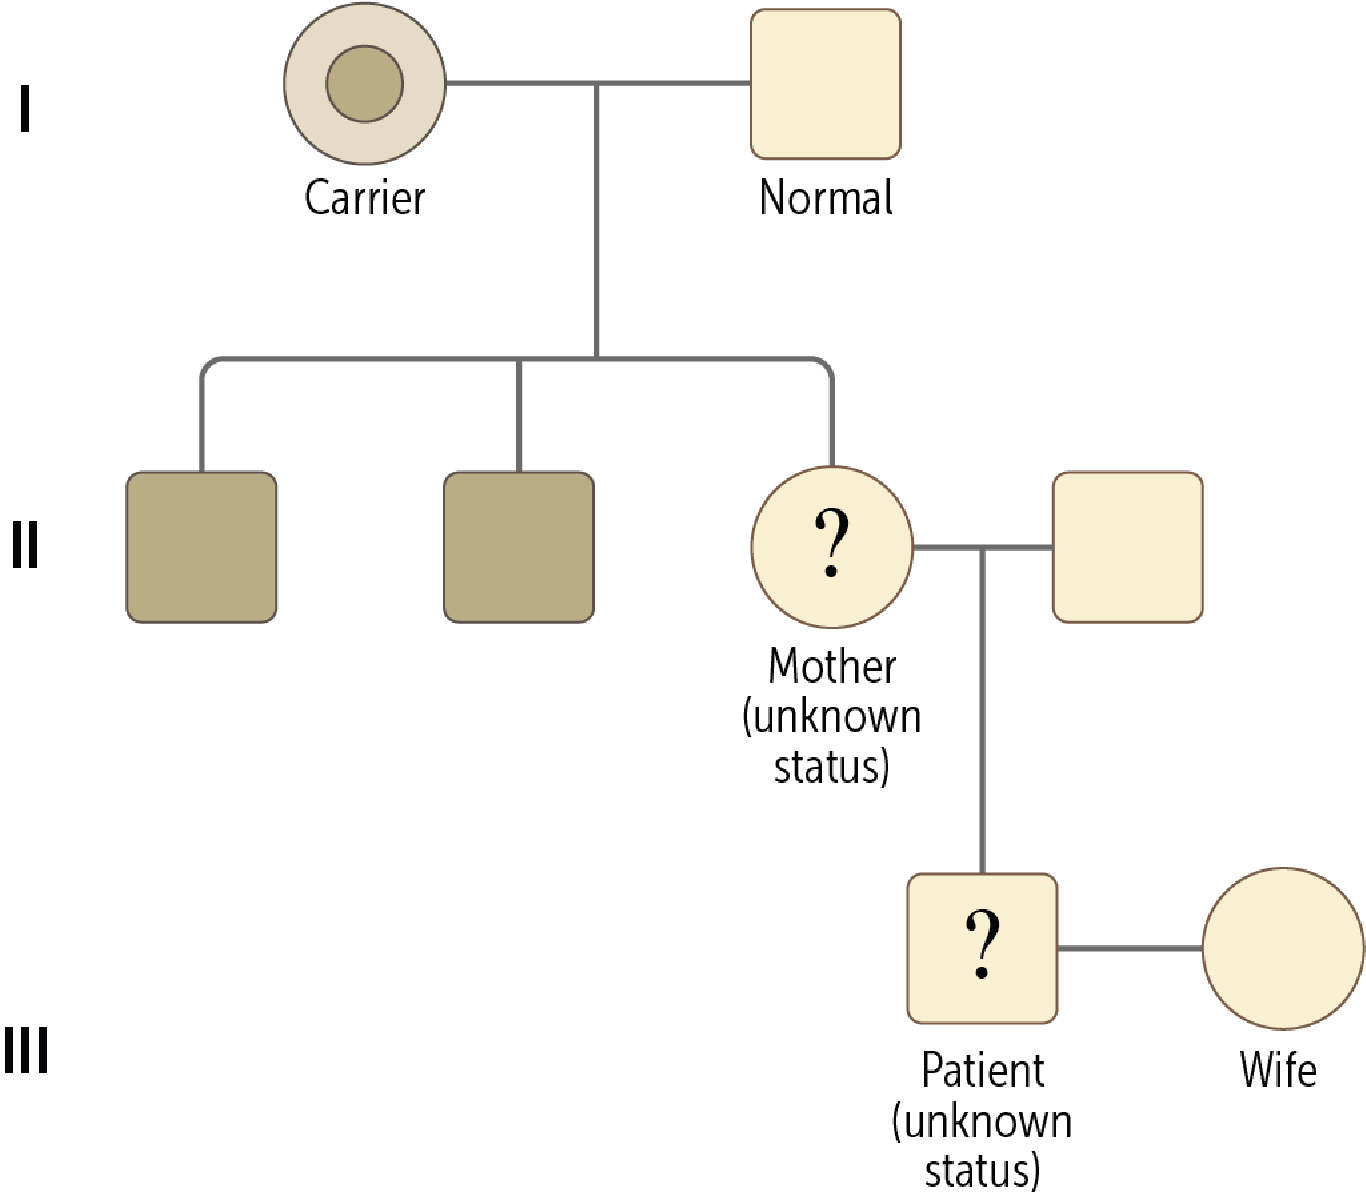 I
Carrier
Normal
II
?
Mother
(unknown
status)
?
III
Patient
(unknown
status)
Wife